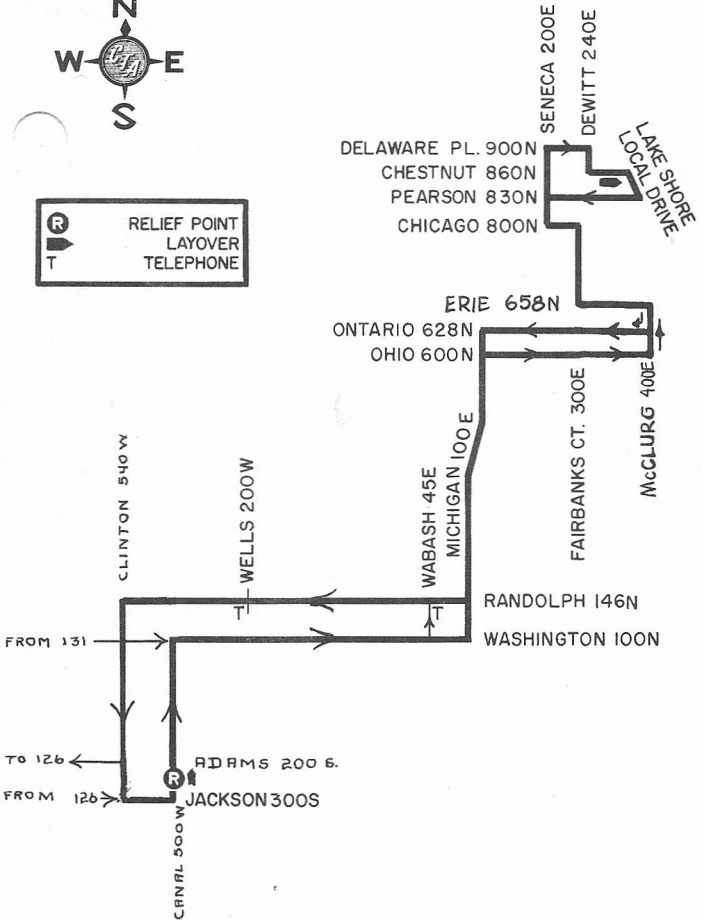 N
W CTA E
S
SENECA 200E
DEWITT 240E
DELAWARE PL. 900N
CHESTNUT 860N
PEARSON 830N
CHICAGO 800N
LAKE SHORE
LOCAL DRIVE
R RELIEF POINT
LAYOVER
T TELEPHONE
ERIE 658N
ONTARIO 628N
OHIO 600N
FAIRBANKS CT. 300E
McCLURG 400E
MICHIGAN 100E
WABASH 45E
WELLS 200W
CLINTON 540W
T
T
RANDOLPH 146N
WASHINGTON 100N
FROM 131
TO 126
FROM 126
R
ADAMS 200 S.
JACKSON 300S
CANAL 500W